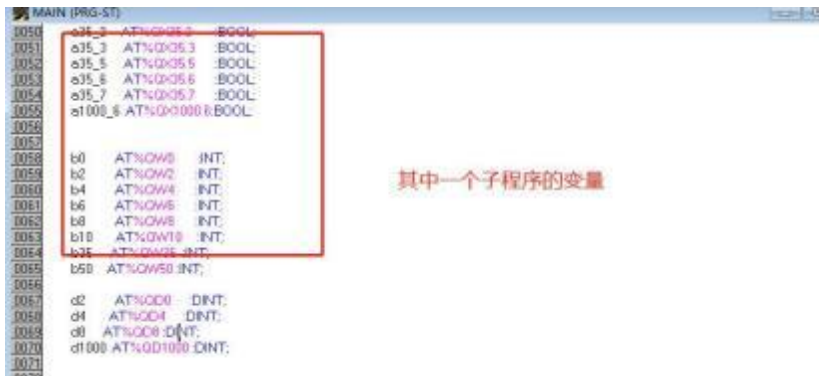 MAIN (PRG-ST)
0050 a35_2 AT%QX35.2 :BOOL;
0051 a35_3 AT%QX35.3 :BOOL;
0052 a35_5 AT%QX35.5 :BOOL;
0053 a35_6 AT%QX35.6 :BOOL;
0054 a35_7 AT%QX35.7 :BOOL;
0055 a1000_6 AT%QX1000.6:BOOL;
0056
0057
0058 b0 AT%QW0 :INT;
0059 b2 AT%QW2 :INT;
0060 b4 AT%QW4 :INT;
0061 b6 AT%QW6 :INT;
0062 b8 AT%QW8 :INT;
0063 b10 AT%QW10 :INT;
0064 b35 AT%QW35 :INT;
0065 b50 AT%QW50:INT;
0066
0067 d2 AT%QD0 :DINT;
0068 d4 AT%QD4 :DINT;
0069 d8 AT%QD8:DINT;
0070 d1000 AT%QD1000:DINT;
0071
其中一个子程序的变量